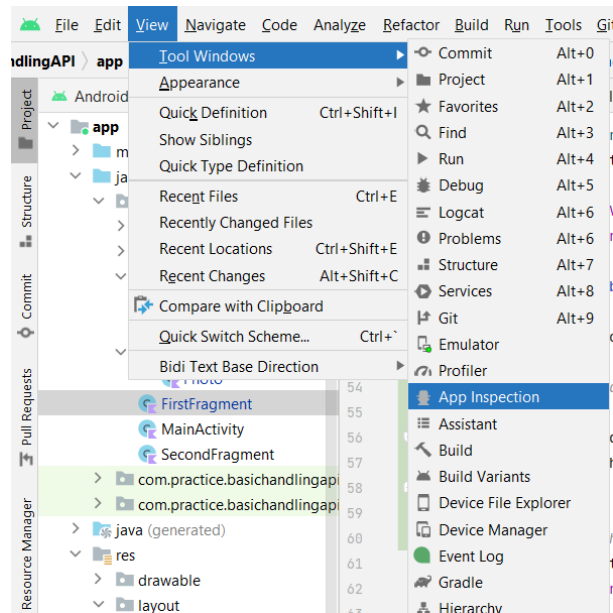 File Edit View Navigate Code Analyze Refactor Build Run Tools Git
ndlingAPI app
Tool Windows
Appearance
Quick Definition Ctrl+Shift+I
Show Siblings
Quick Type Definition
Recent Files Ctrl+E
Recently Changed Files
Recent Locations Ctrl+Shift+E
Recent Changes Alt+Shift+C
Compare with Clipboard
Quick Switch Scheme... Ctrl+`
Bidi Text Base Direction
Commit Alt+0
Project Alt+1
Favorites Alt+2
Find Alt+3
Run Alt+4
Debug Alt+5
Logcat Alt+6
Problems Alt+6
Structure Alt+7
Services Alt+8
Git Alt+9
Emulator
Profiler
App Inspection
Assistant
Build
Build Variants
Device File Explorer
Device Manager
Event Log
Gradle
Hierarchy
Project
Structure
Commit
Pull Requests
Resource Manager
Android
app
m
ja
Photo
FirstFragment
MainActivity
SecondFragment
com.practice.basichandlingapi
com.practice.basichandlingapi
java (generated)
res
drawable
layout
54
55
56
57
58
59
60
61
62
63